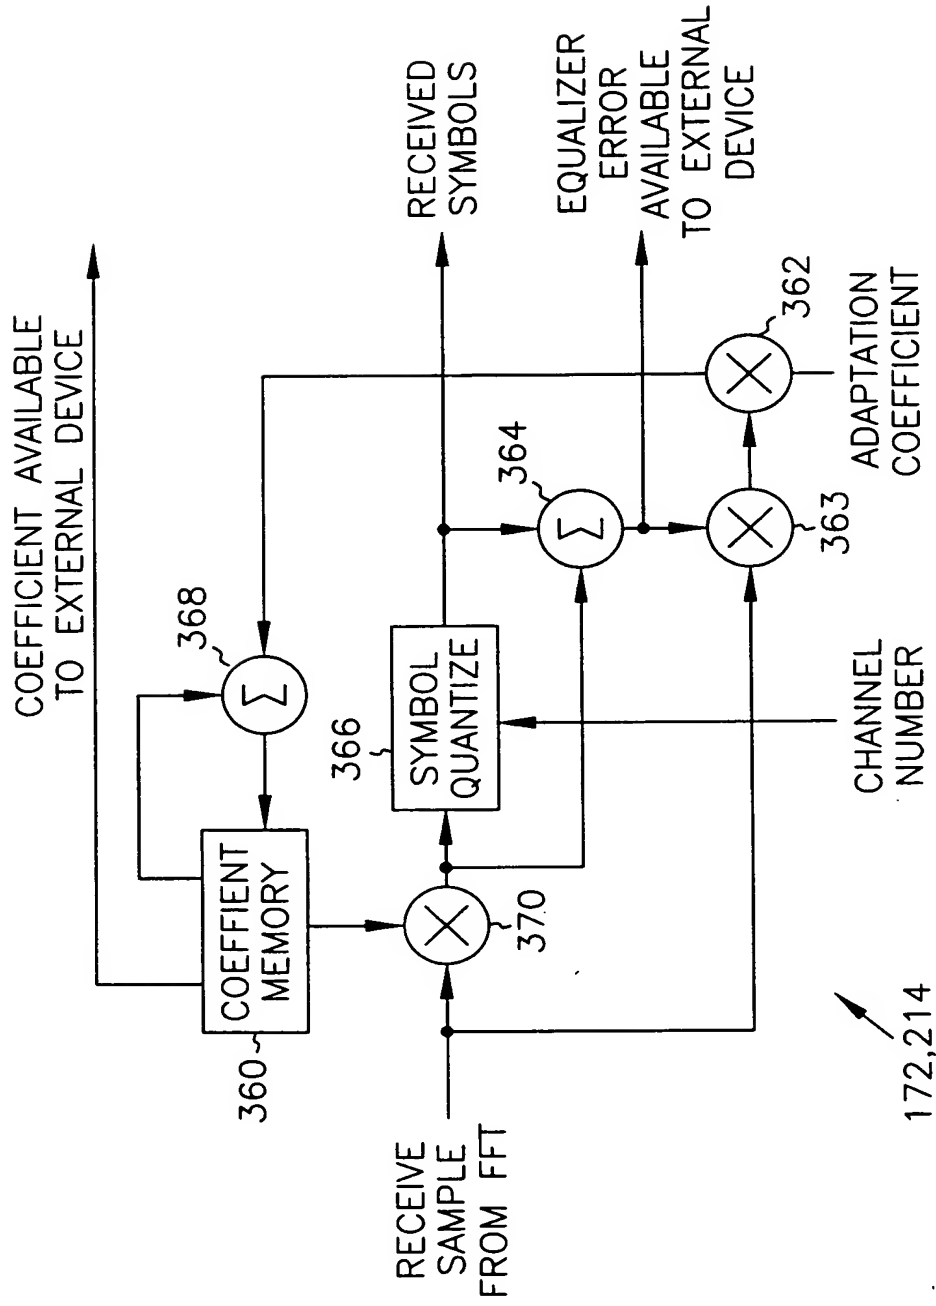 COEFFICIENT AVAILABLE
TO EXTERNAL DEVICE
368
COEFFIENT
MEMORY
360
366
SYMBOL
QUANTIZE
RECEIVED
SYMBOLS
364
EQUALIZER
ERROR
AVAILABLE
TO EXTERNAL
DEVICE
RECEIVE
SAMPLE
FROM FFT
370
Σ
Σ
362
363
CHANNEL
NUMBER
ADAPTATION
COEFFICIENT
172,214